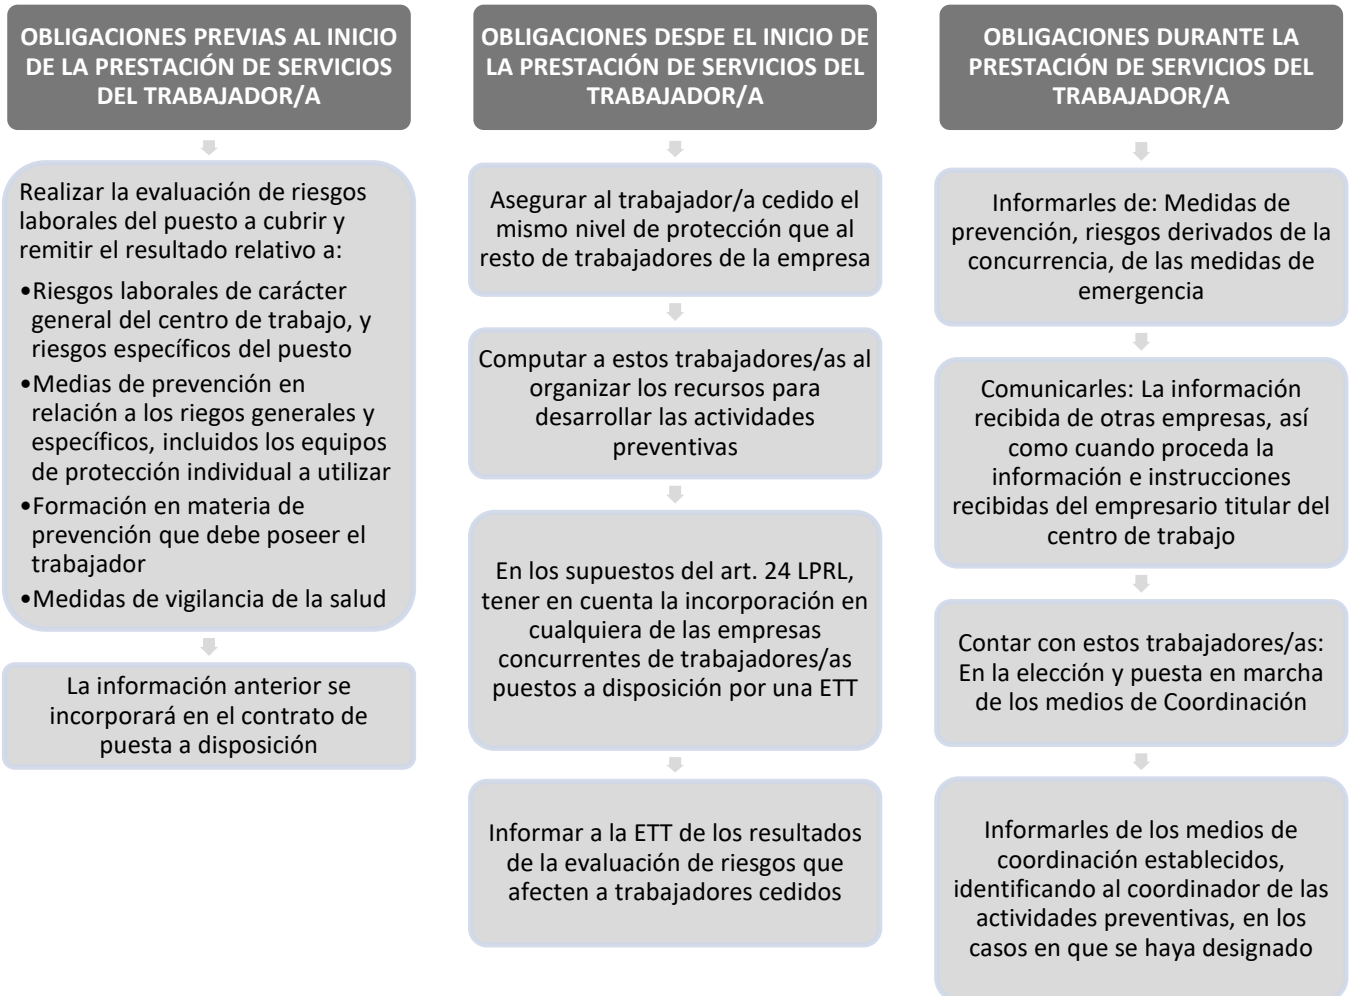 OBLIGACIONES PREVIAS AL INICIO
DE LA PRESTACIÓN DE SERVICIOS
DEL TRABAJADOR/A
Realizar la evaluación de riesgos
laborales del puesto a cubrir y
remitir el resultado relativo a:
•Riesgos laborales de carácter
general del centro de trabajo, y
riesgos específicos del puesto
•Medias de prevención en
relación a los riegos generales y
específicos, incluidos los equipos
de protección individual a utilizar
•Formación en materia de
prevención que debe poseer el
trabajador
•Medidas de vigilancia de la salud
La información anterior se
incorporará en el contrato de
puesta a disposición
OBLIGACIONES DESDE EL INICIO DE
LA PRESTACIÓN DE SERVICIOS DEL
TRABAJADOR/A
Asegurar al trabajador/a cedido el
mismo nivel de protección que al
resto de trabajadores de la empresa
Computar a estos trabajadores/as al
organizar los recursos para
desarrollar las actividades
preventivas
En los supuestos del art. 24 LPRL,
tener en cuenta la incorporación en
cualquiera de las empresas
concurrentes de trabajadores/as
puestos a disposición por una ETT
Informar a la ETT de los resultados
de la evaluación de riesgos que
afecten a trabajadores cedidos
OBLIGACIONES DURANTE LA
PRESTACIÓN DE SERVICIOS DEL
TRABAJADOR/A
Informarles de: Medidas de
prevención, riesgos derivados de la
concurrencia, de las medidas de
emergencia
Comunicarles: La información
recibida de otras empresas, así
como cuando proceda la
información e instrucciones
recibidas del empresario titular del
centro de trabajo
Contar con estos trabajadores/as:
En la elección y puesta en marcha
de los medios de Coordinación
Informarles de los medios de
coordinación establecidos,
identificando al coordinador de las
actividades preventivas, en los
casos en que se haya designado